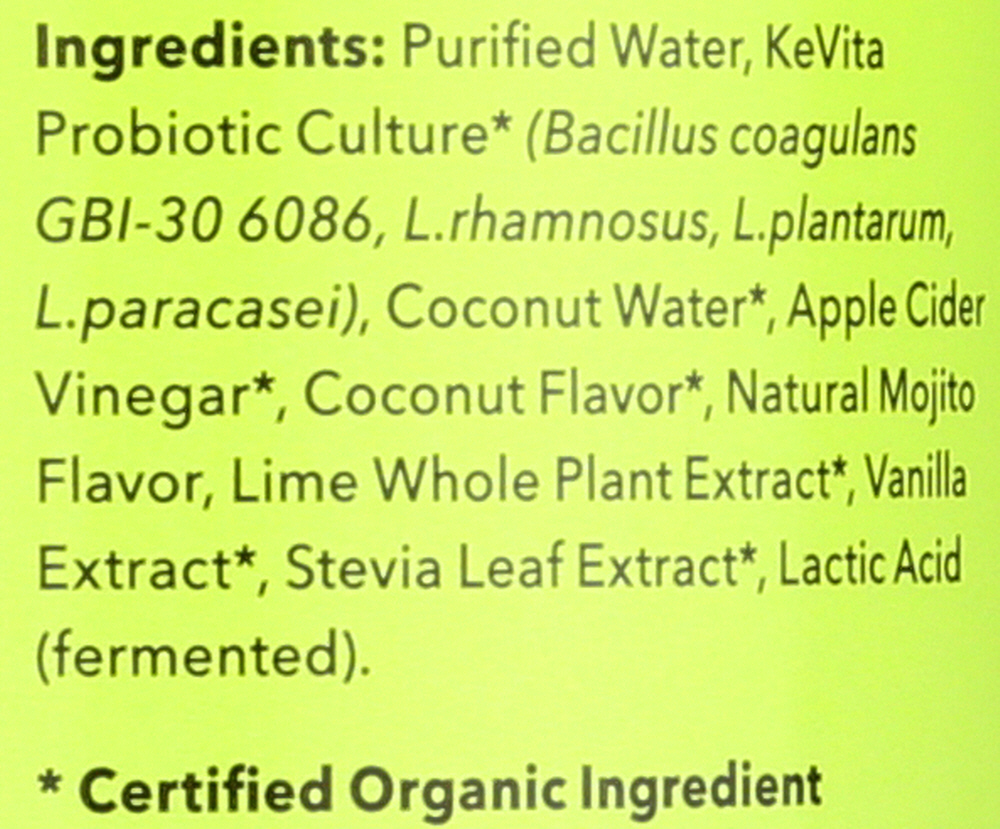 Ingredients: Purified Water, KeVita
Probiotic Culture* (Bacillus coagulans
GBI-30 6086, L.rhamnosus, L.plantarum,
L.paracasei), Coconut Water*, Apple Cider
Vinegar*, Coconut Flavor*, Natural Mojito
Flavor, Lime Whole Plant Extract*, Vanilla
Extract*, Stevia Leaf Extract*, Lactic Acid
(fermented).
* Certified Organic Ingredient